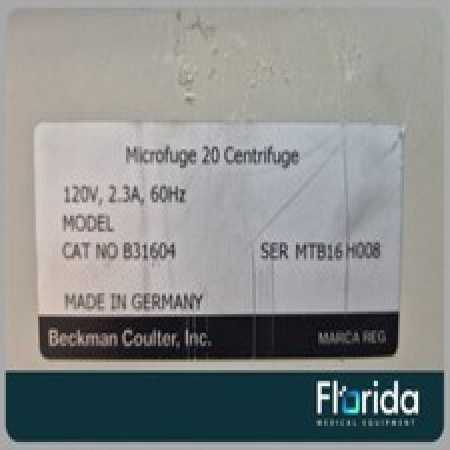 Microfuge 20 Centrifuge
120V, 2.3A, 60Hz
MODEL
CAT NO B31604 SER MTB16H008
MADE IN GERMANY
Beckman Coulter, Inc. MARCA REG
Florida
MEDICAL EQUIPMENT